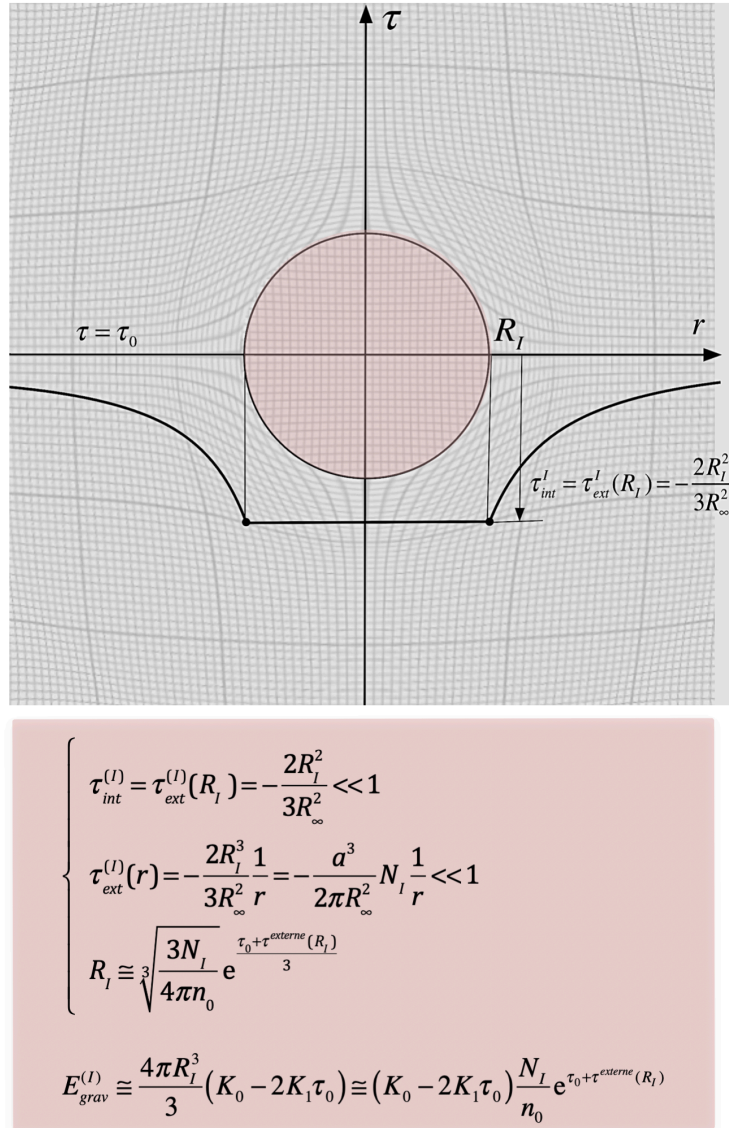 τ
τ = τ₀
R_I
r
τ^I_int = τ^I_ext(R_I) = −2R_I²/3R_∞²
τ^(I)_int = τ^(I)_ext(R_I) = −2R_I²/3R_∞² << 1
τ^(I)_ext(r) = −(2R_I³/3R_∞²)(1/r) = −(a³/2πR_∞²) N_I (1/r) << 1
R_I ≅ ∛(3N_I/4πn₀) e^((τ₀+τ^externe(R_I))/3)
E^(I)_grav ≅ (4πR_I³/3)(K₀ − 2K₁τ₀) ≅ (K₀ − 2K₁τ₀)(N_I/n₀) e^(τ₀+τ^externe(R_I))